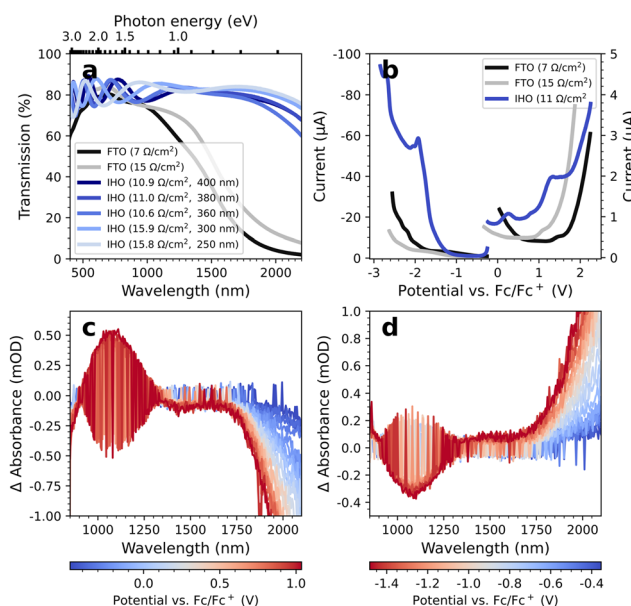 Photon energy (eV)
3.0 2.0 1.5 1.0
100
80
60
40
20
0
Transmission (%)
a
FTO (7 Ω/cm²)
FTO (15 Ω/cm²)
IHO (10.9 Ω/cm², 400 nm)
IHO (11.0 Ω/cm², 380 nm)
IHO (10.6 Ω/cm², 360 nm)
IHO (15.9 Ω/cm², 300 nm)
IHO (15.8 Ω/cm², 250 nm)
500 1000 1500 2000
Wavelength (nm)
-100
-80
-60
-40
-20
0
Current (μA)
b
FTO (7 Ω/cm²)
FTO (15 Ω/cm²)
IHO (11 Ω/cm²
5
4
3
2
1
0
Current (μA)
-3 -2 -1 0 1 2
Potential vs. Fc/Fc⁺ (V)
0.50
0.25
0.00
-0.25
-0.50
-0.75
-1.00
Δ Absorbance (mOD)
c
1000 1250 1500 1750 2000
Wavelength (nm)
0.0 0.5 1.0
Potential vs. Fc/Fc⁺ (V)
1.0
0.8
0.6
0.4
0.2
0.0
-0.2
-0.4
Δ Absorbance (mOD)
d
1000 1250 1500 1750 2000
Wavelength (nm)
-1.4 -1.2 -1.0 -0.8 -0.6 -0.4
Potential vs. Fc/Fc⁺ (V)